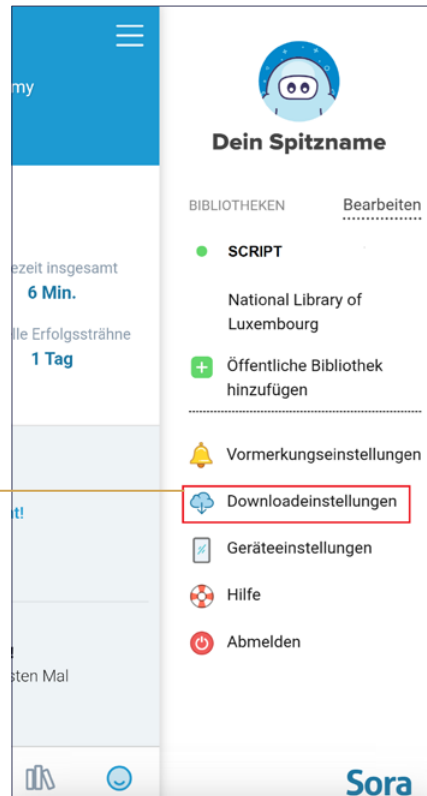 my
ezeit insgesamt
6 Min.
lle Erfolgssträhne
1 Tag
t!
!
sten Mal
Dein Spitzname
BIBLIOTHEKEN Bearbeiten
SCRIPT
National Library of
Luxembourg
Öffentliche Bibliothek
hinzufügen
Vormerkungseinstellungen
Downloadeinstellungen
Geräteeinstellungen
Hilfe
Abmelden
Sora